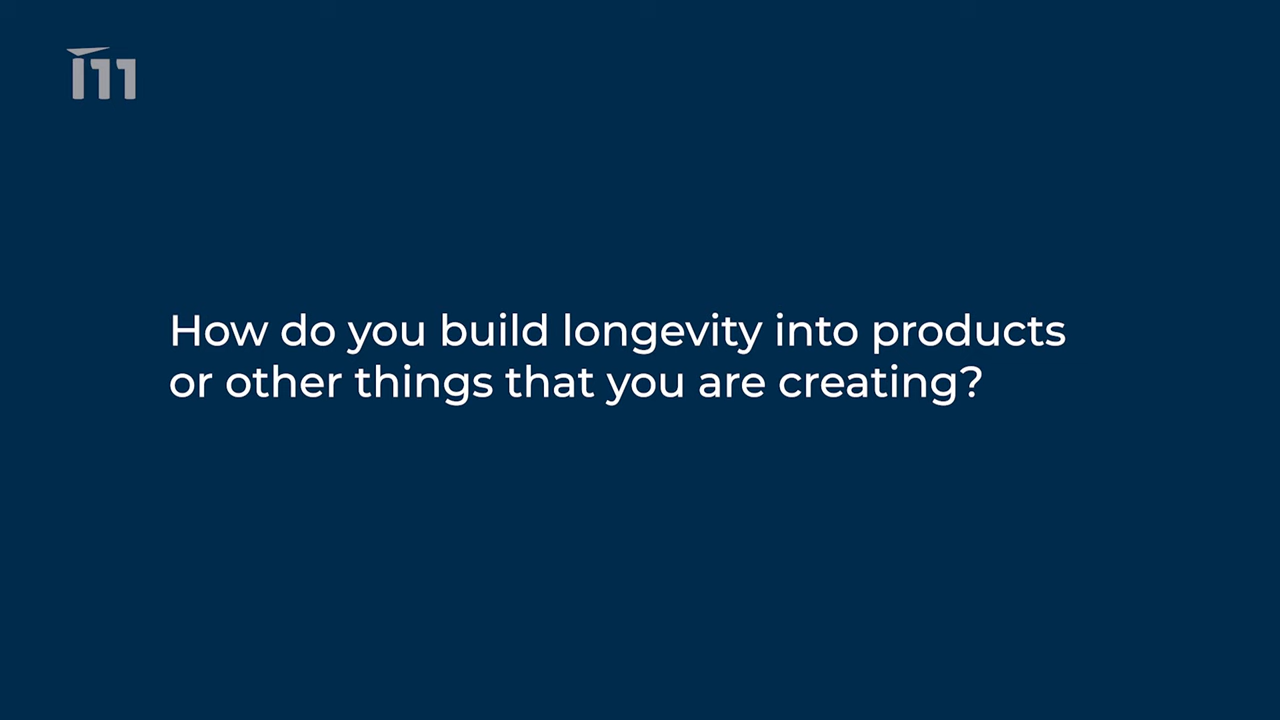 How do you build longevity into products
or other things that you are creating?